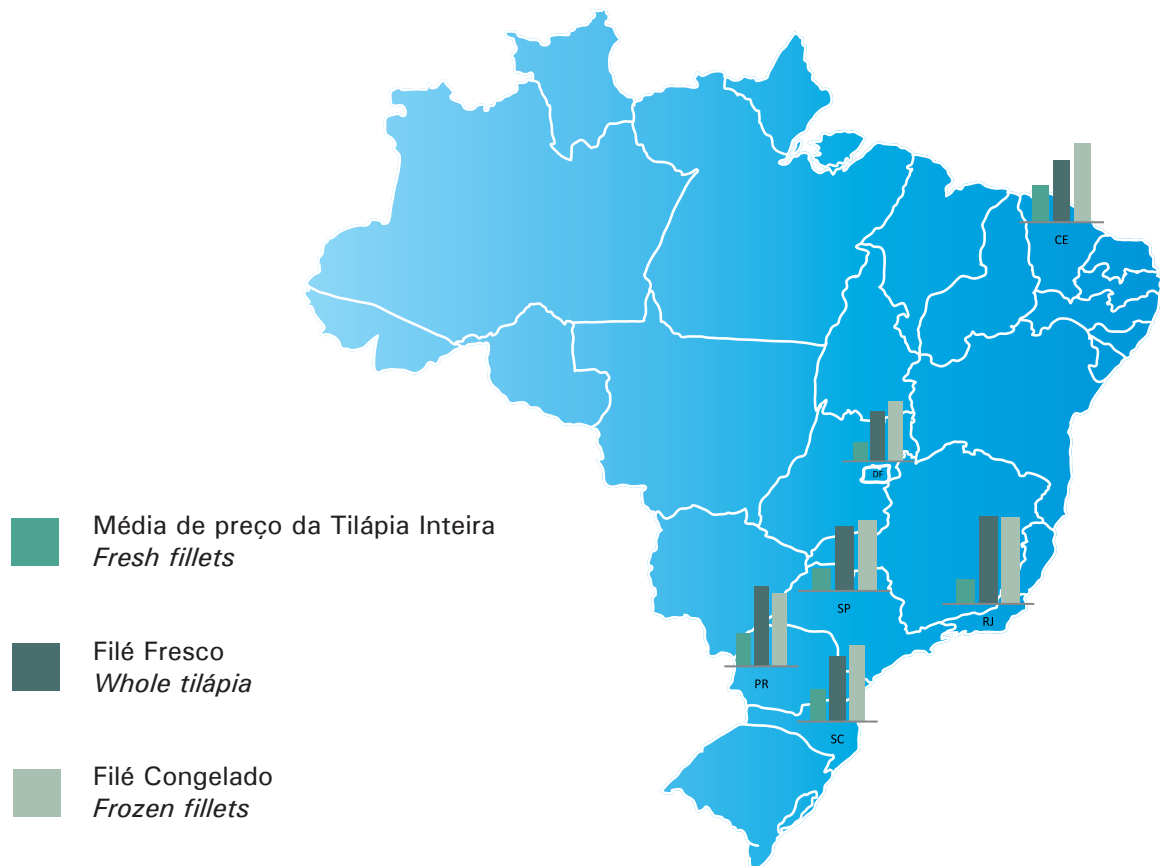 CE
DF
Média de preço da Tilápia Inteira
Fresh fillets
SP
RJ
Filé Fresco
Whole tilápia
PR
SC
Filé Congelado
Frozen fillets